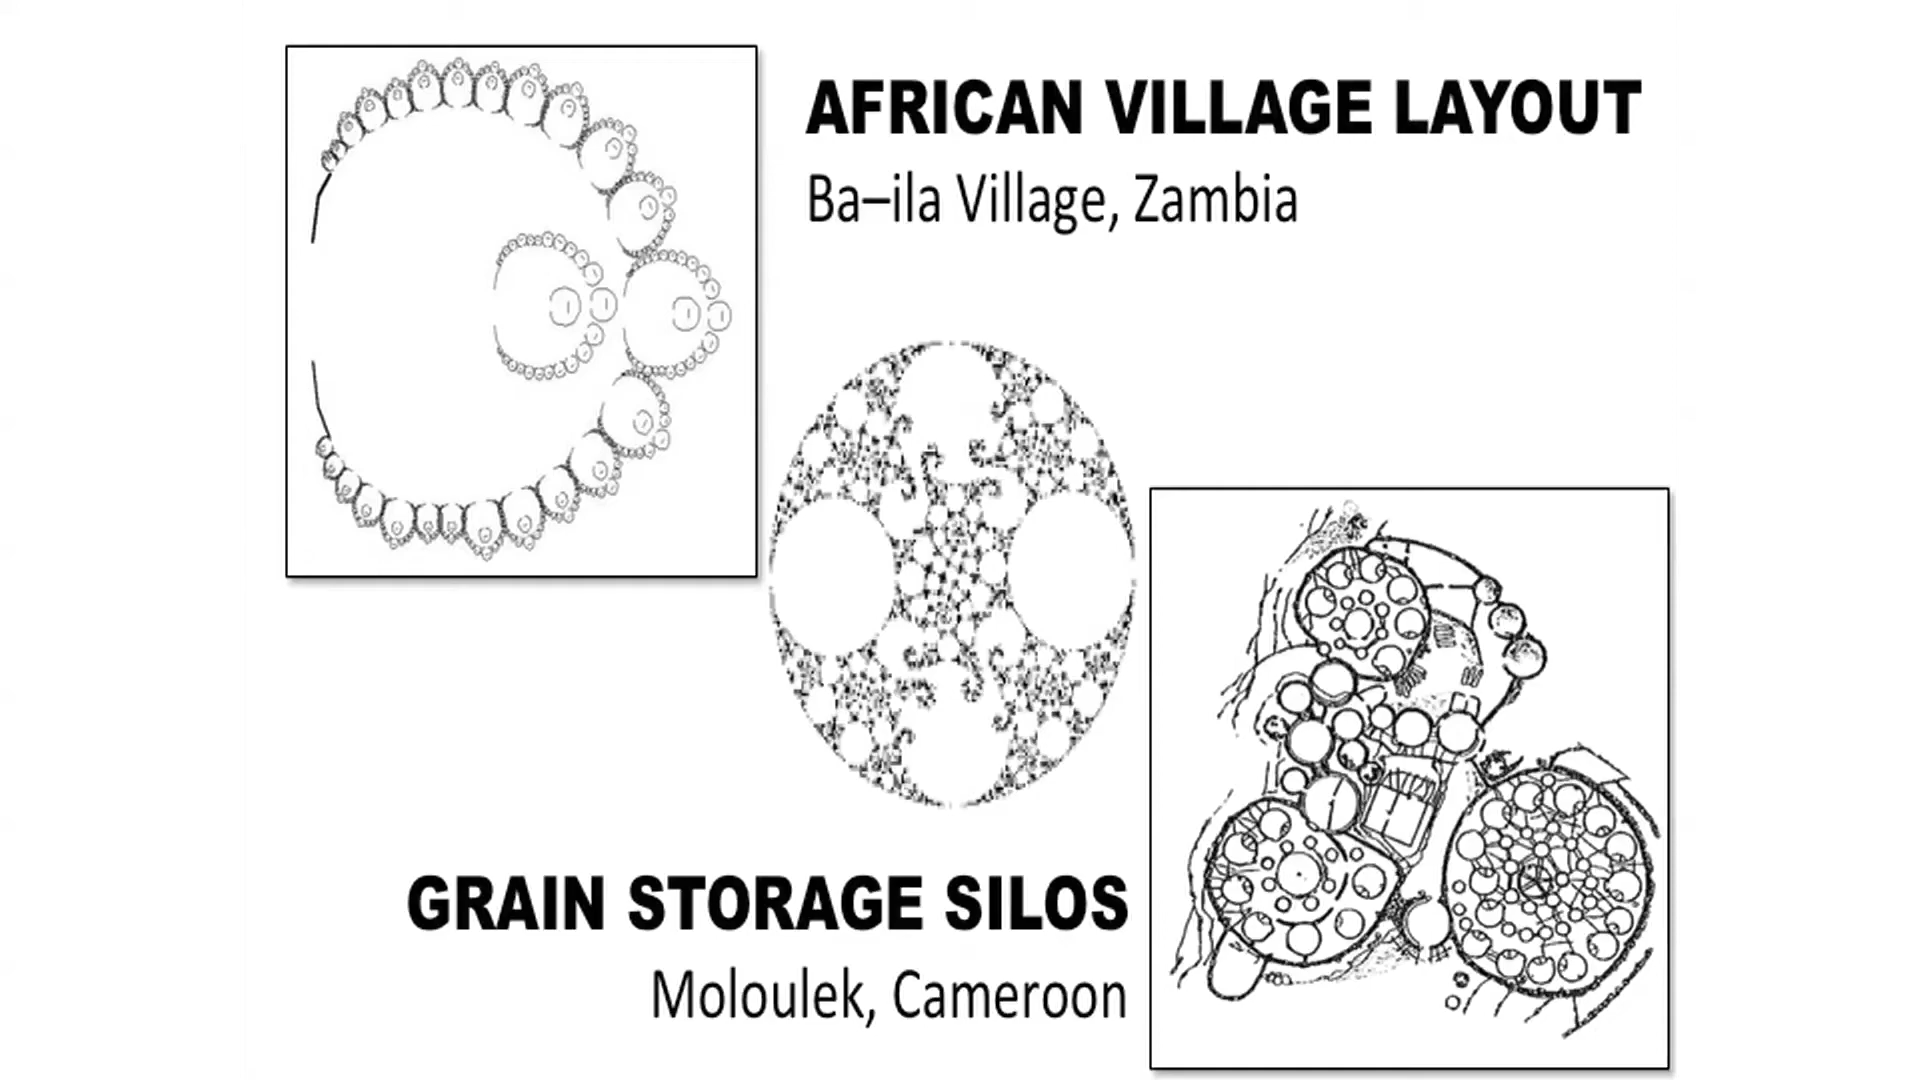 AFRICAN VILLAGE LAYOUT
Ba–ila Village, Zambia
GRAIN STORAGE SILOS
Moloulek, Cameroon